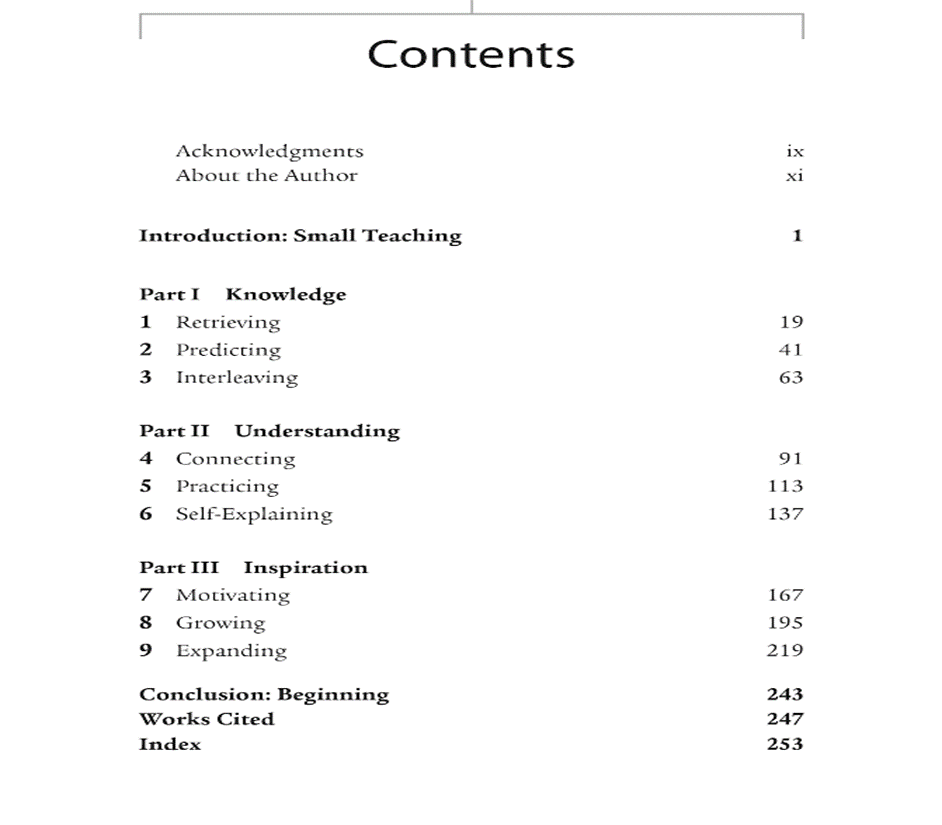 Contents
Acknowledgments ix
About the Author xi
Introduction: Small Teaching 1
Part I Knowledge
1 Retrieving 19
2 Predicting 41
3 Interleaving 63
Part II Understanding
4 Connecting 91
5 Practicing 113
6 Self-Explaining 137
Part III Inspiration
7 Motivating 167
8 Growing 195
9 Expanding 219
Conclusion: Beginning 243
Works Cited 247
Index 253